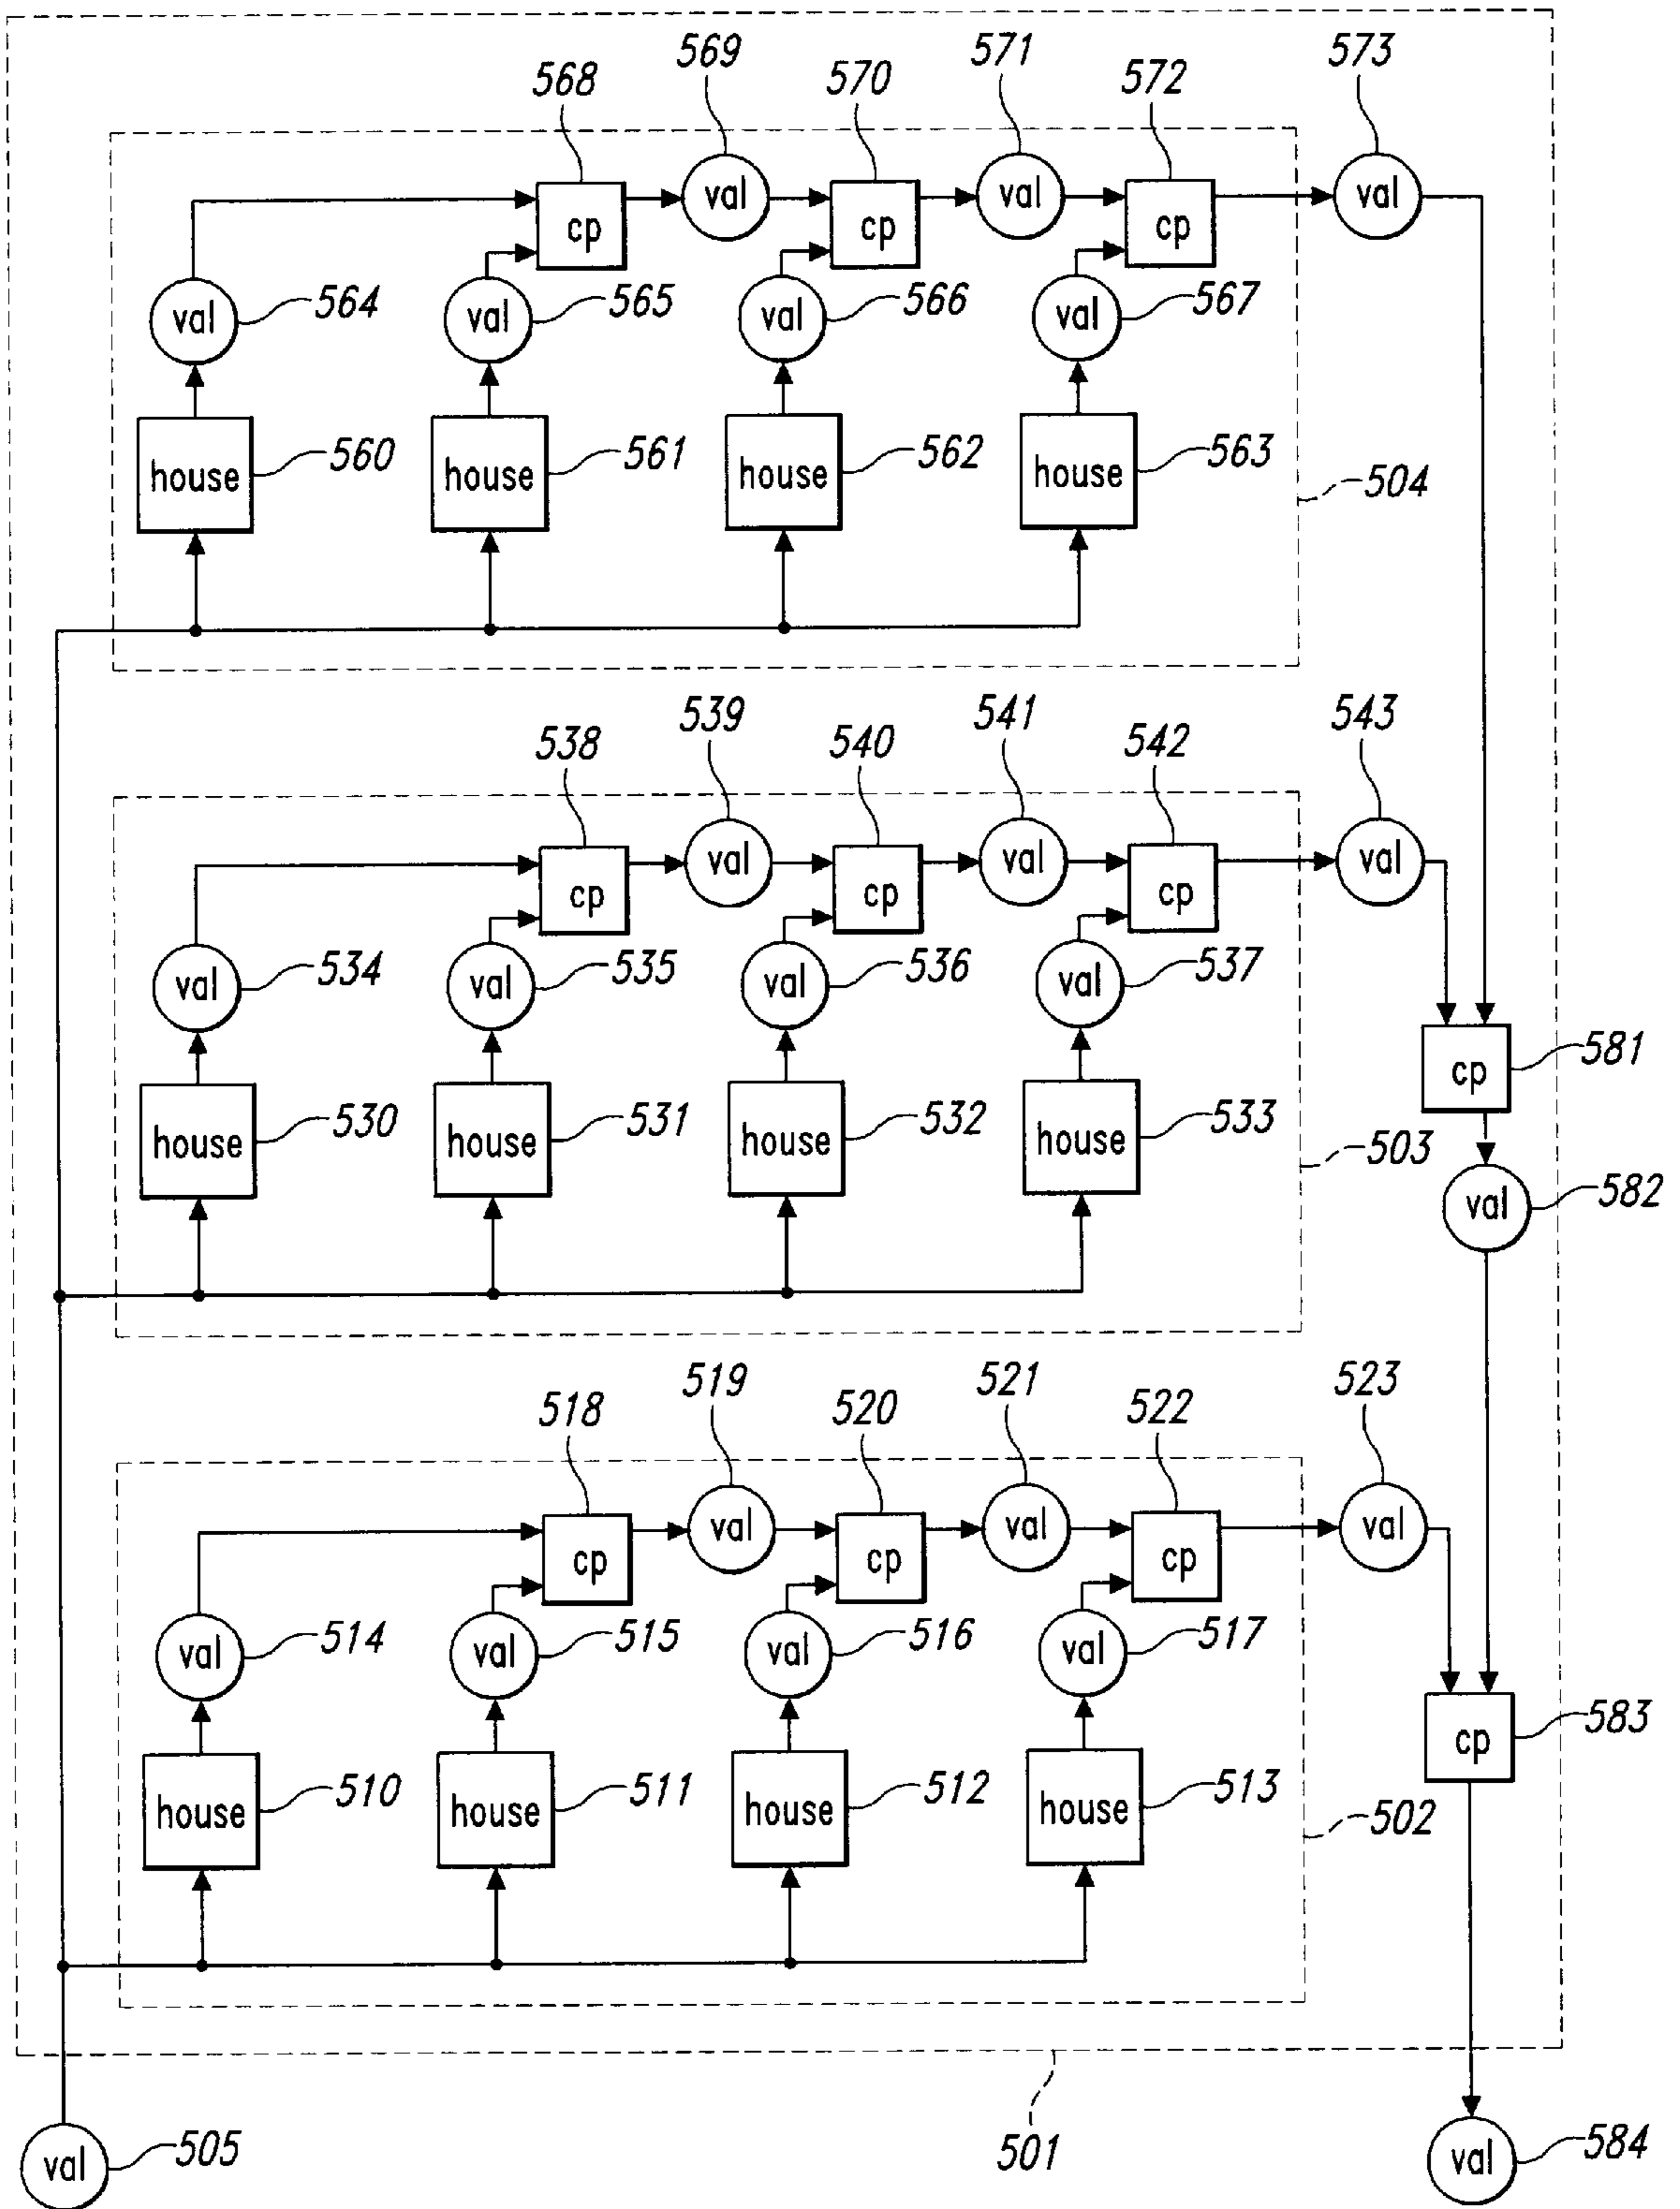 569
571
573
568
570
572
val
val
val
cp
cp
cp
val
564
val
565
val
566
val
567
house
560
house
561
house
562
house
563
504
539
541
543
538
540
542
val
val
val
cp
cp
cp
val
534
val
535
val
536
val
537
cp
581
house
530
house
531
house
532
house
533
503
val
582
519
521
523
518
520
522
val
val
val
cp
cp
cp
val
514
val
515
val
516
val
517
cp
583
house
510
house
511
house
512
house
513
502
val
505
501
val
584